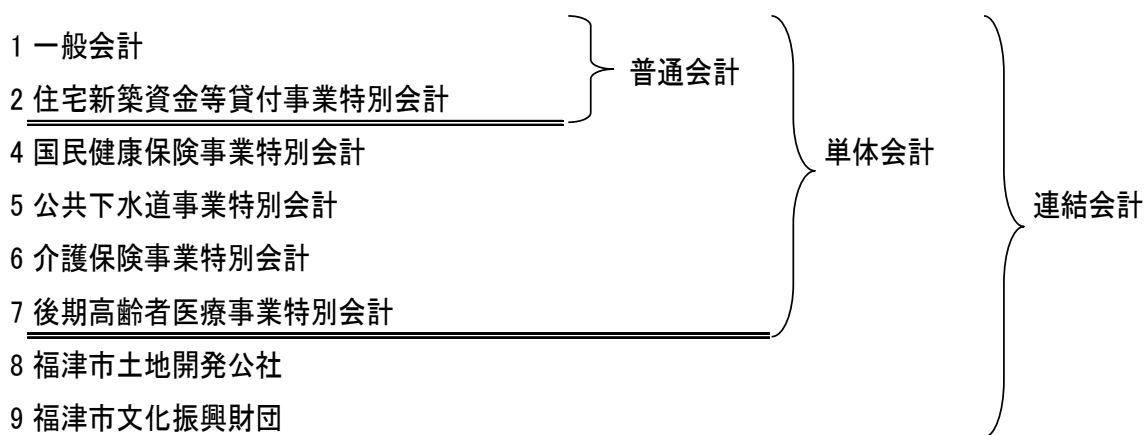 1 一般会計
普通会計
2 住宅新築資金等貸付事業特別会計
4 国民健康保険事業特別会計
単体会計
5 公共下水道事業特別会計
連結会計
6 介護保険事業特別会計
7 後期高齢者医療事業特別会計
8 福津市土地開発公社
9 福津市文化振興財団